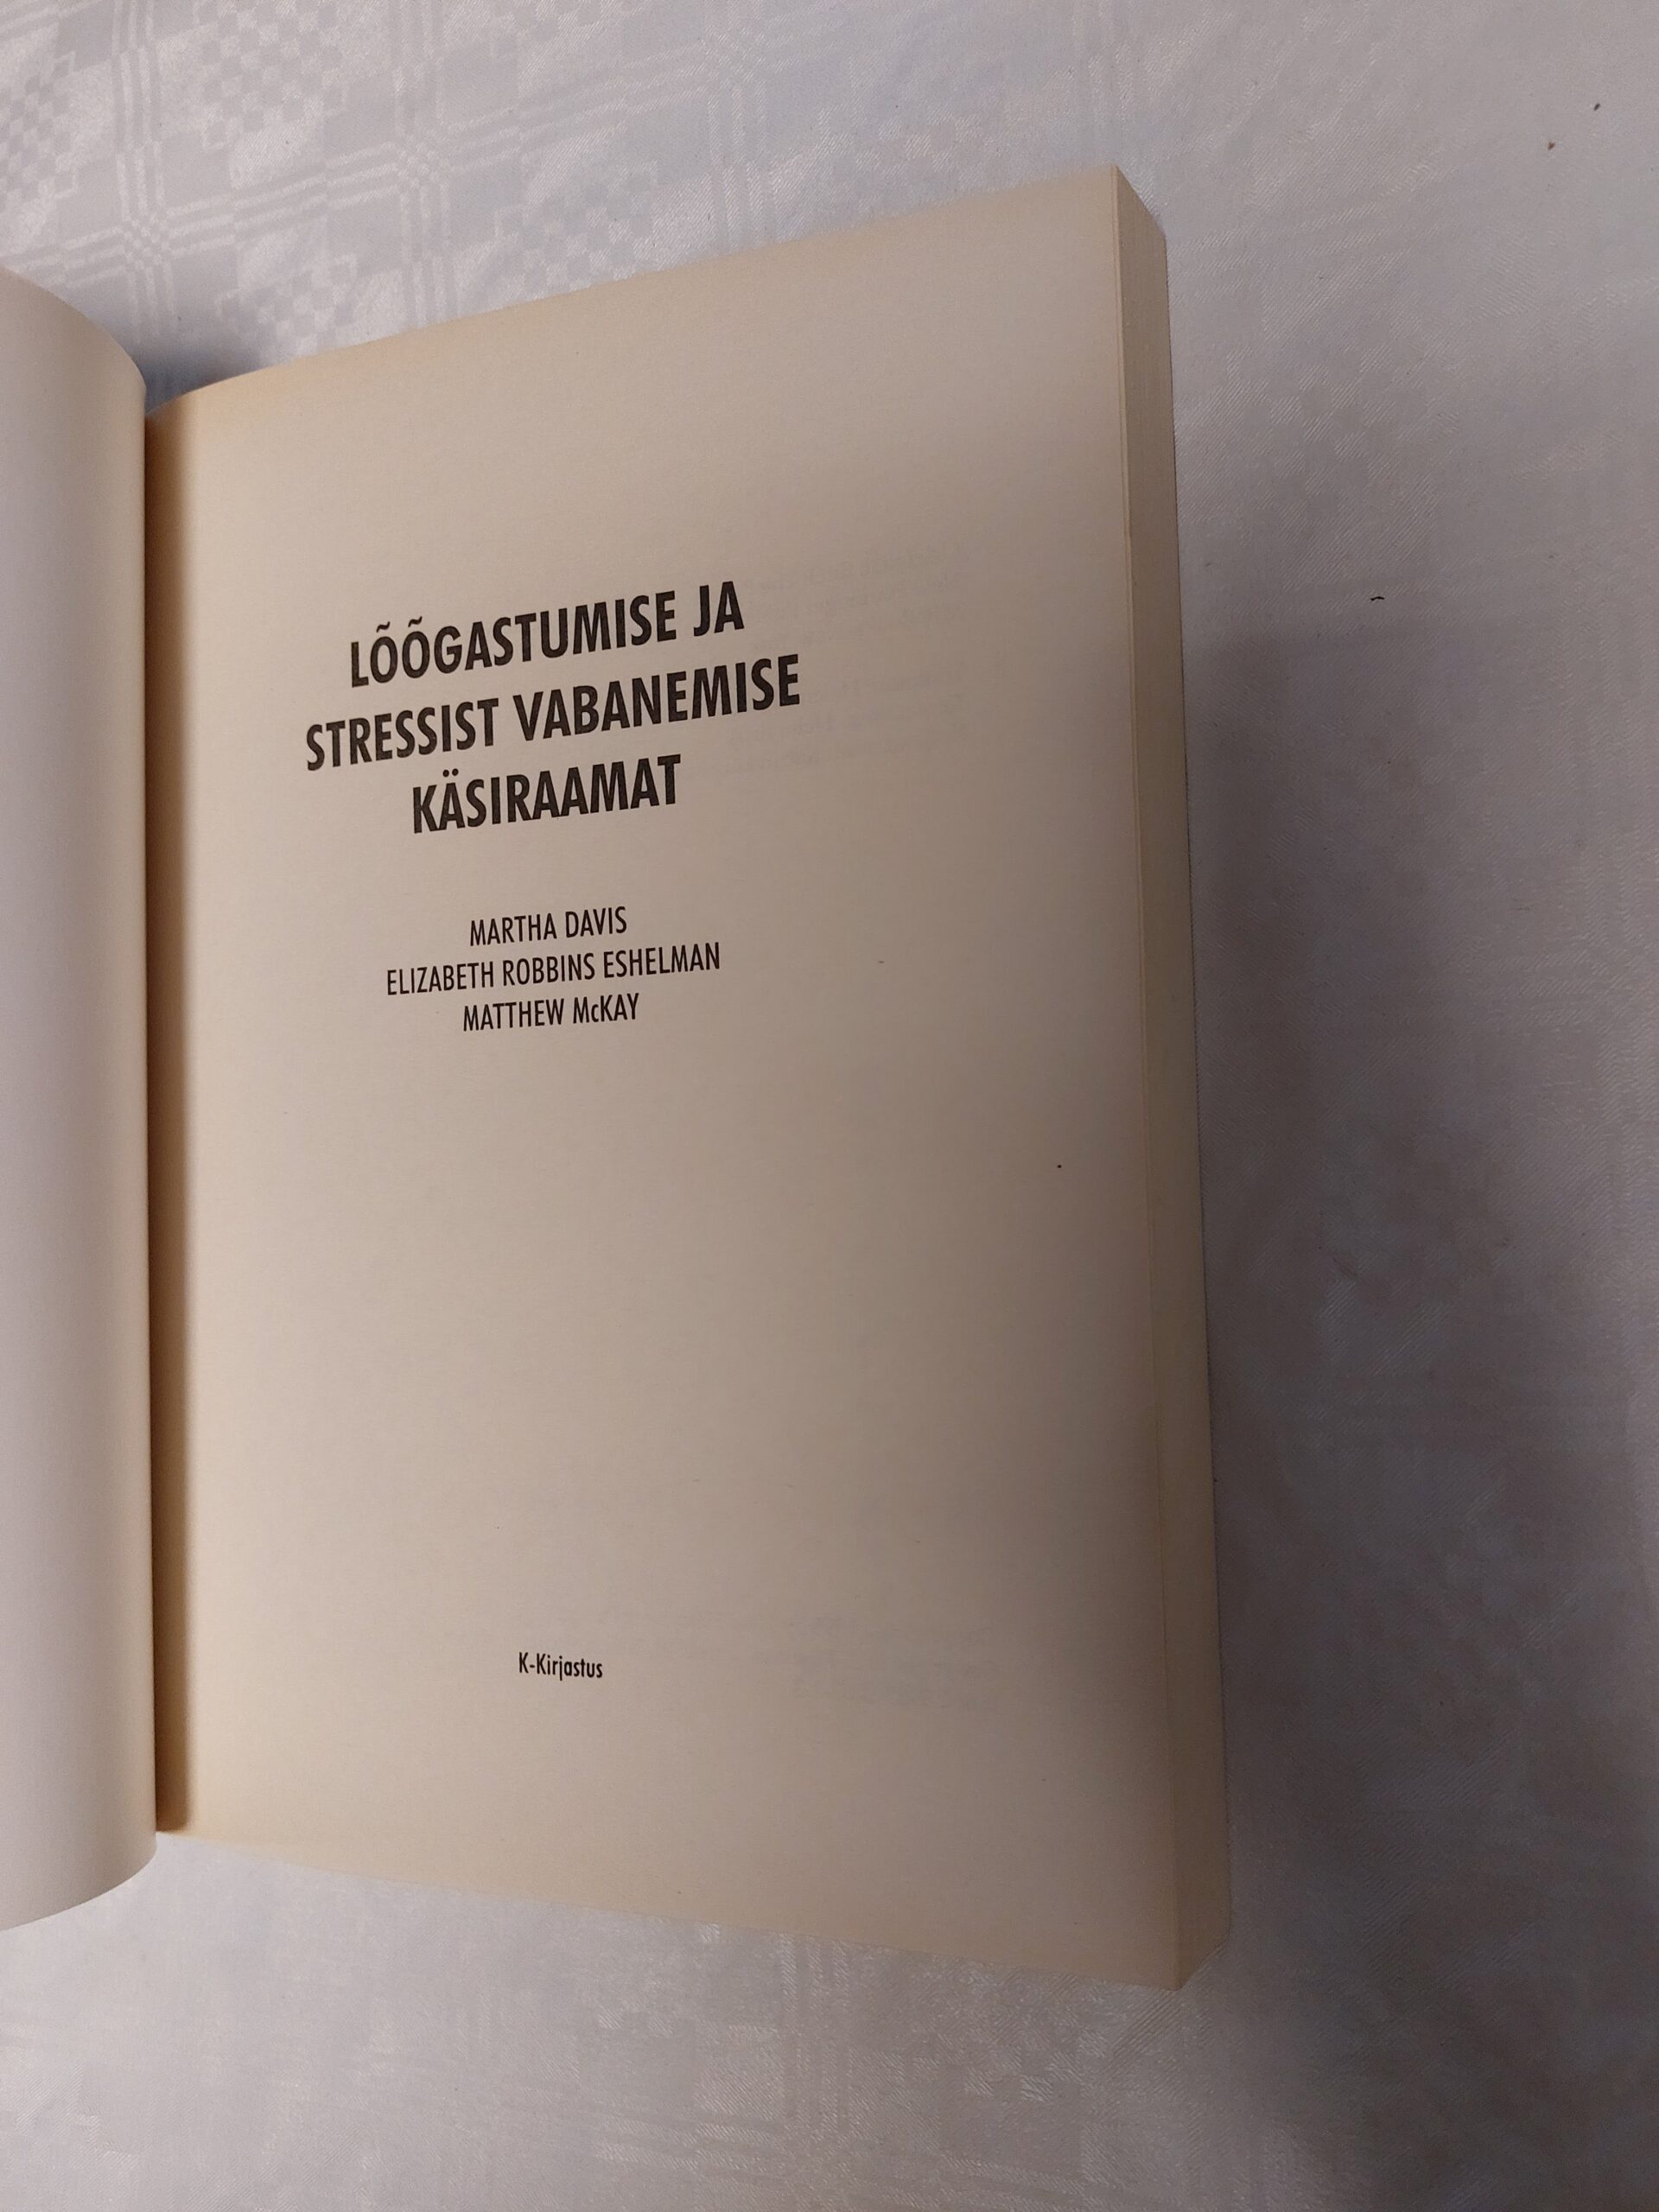 LÕÕGASTUMISE JA
STRESSIST VABANEMISE
KÄSIRAAMAT
MARTHA DAVIS
ELIZABETH ROBBINS ESHELMAN
MATTHEW McKAY
K-Kirjastus